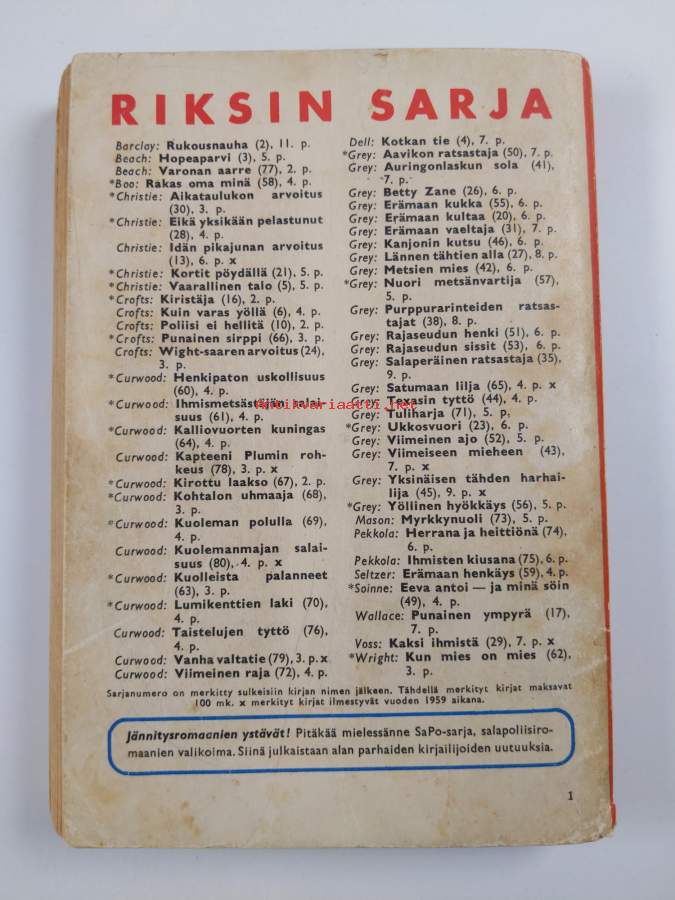 RIKSIN SARJA
Barclay: Rukousnauha (2), 11. p.
Beach: Hopeaparvi (3), 5. p.
Beach: Varonan aarre (77), 2. p.
*Boo: Rakas oma minä (58), 4. p.
*Christie: Aikataulukon arvoitus
(30), 3. p.
*Christie: Eikä yksikään pelastunut
(28), 4. p.
Christie: Idän pikajunan arvoitus
(13), 6. p. x
*Christie: Kortit pöydällä (21), 5. p.
*Christie: Vaarallinen talo (5), 5. p.
*Crofts: Kiristäja (16), 2. p.
Crofts: Kuin varas yöllä (6), 4. p.
Crofts: Poliisi ei hellitä (10), 2. p.
*Crofts: Punainen sirppi (66), 3. p.
Crofts: Wight-saaren arvoitus (24),
3. p.
*Curwood: Henkipaton uskollisuus
(60), 4. p.
*Curwood: Ihmismetsästäjän salai-
suus (61), 4. p.
*Curwood: Kalliovuorten kuningas
(64), 4. p.
Curwood: Kapteeni Plumin roh-
keus (78), 3. p. x
*Curwood: Kirottu laakso (67), 2. p.
*Curwood: Kohtalon uhmaaja (68),
3. p.
*Curwood: Kuoleman polulla (69),
4. p.
Curwood: Kuolemanmajan salai-
suus (80), 4. p. x
*Curwood: Kuolleista palanneet
(63), 3. p.
*Curwood: Lumikenttien laki (70),
4. p.
Curwood: Taistelujen tyttö (76),
4. p.
Curwood: Vanha valtatie (79), 3. p. x
Curwood: Viimeinen raja (72), 4. p.
Dell: Kotkan tie (4), 7. p.
*Grey: Aavikon ratsastaja (50), 7. p.
Grey: Auringonlaskun sola (41),
7. p.
Grey: Betty Zane (26), 6. p.
Grey: Erämaan kukka (55), 6. p.
Grey: Erämaan kultaa (20), 6. p.
Grey: Erämaan vaeltaja (31), 7. p.
Grey: Kanjonin kutsu (46), 6. p.
Grey: Lännen tähtien alla (27), 8. p.
Grey: Metsien mies (42), 6. p.
*Grey: Nuori metsänvartija (57),
5. p.
Grey: Purppurarinteiden ratsas-
tajat (38), 8. p.
Grey: Rajaseudun henki (51), 6. p.
Grey: Rajaseudun sissit (53), 6. p.
Grey: Salaperäinen ratsastaja (35),
9. p.
Grey: Satumaan lilja (65), 4. p. x
Grey: Texasin tyttö (44), 4. p.
Grey: Tuliharja (71), 5. p.
*Grey: Ukkosvuori (23), 6. p.
Grey: Viimeinen ajo (52), 5. p.
Grey: Viimeiseen mieheen (43),
7. p. x
Grey: Yksinäisen tähden harhai-
lija (45), 9. p. x
*Grey: Yöllinen hyökkäys (56), 5. p.
Mason: Myrkkynuoli (73), 5. p.
Pekkola: Herrana ja heittiönä (74),
6. p.
Pekkola: Ihmisten kiusana (75), 6. p.
Seltzer: Erämaan henkäys (59), 4. p.
*Soinne: Eeva antoi — ja minä söin
(49), 4. p.
Wallace: Punainen ympyrä (17),
7. p.
Voss: Kaksi ihmistä (29), 7. p. x
*Wright: Kun mies on mies (62),
3. p.
Antikvariaatti.net
Sarjanumero on merkitty sulkeisiin kirjan nimen jälkeen. Tähdellä merkityt kirjat maksavat
100 mk. x merkityt kirjat ilmestyvät vuoden 1959 aikana.
Jännitysromaanien ystävät! Pitäkää mielessänne SaPo-sarja, salapoliisiro-
maanien valikoima. Siinä julkaistaan alan parhaiden kirjailijoiden uutuuksia.
1